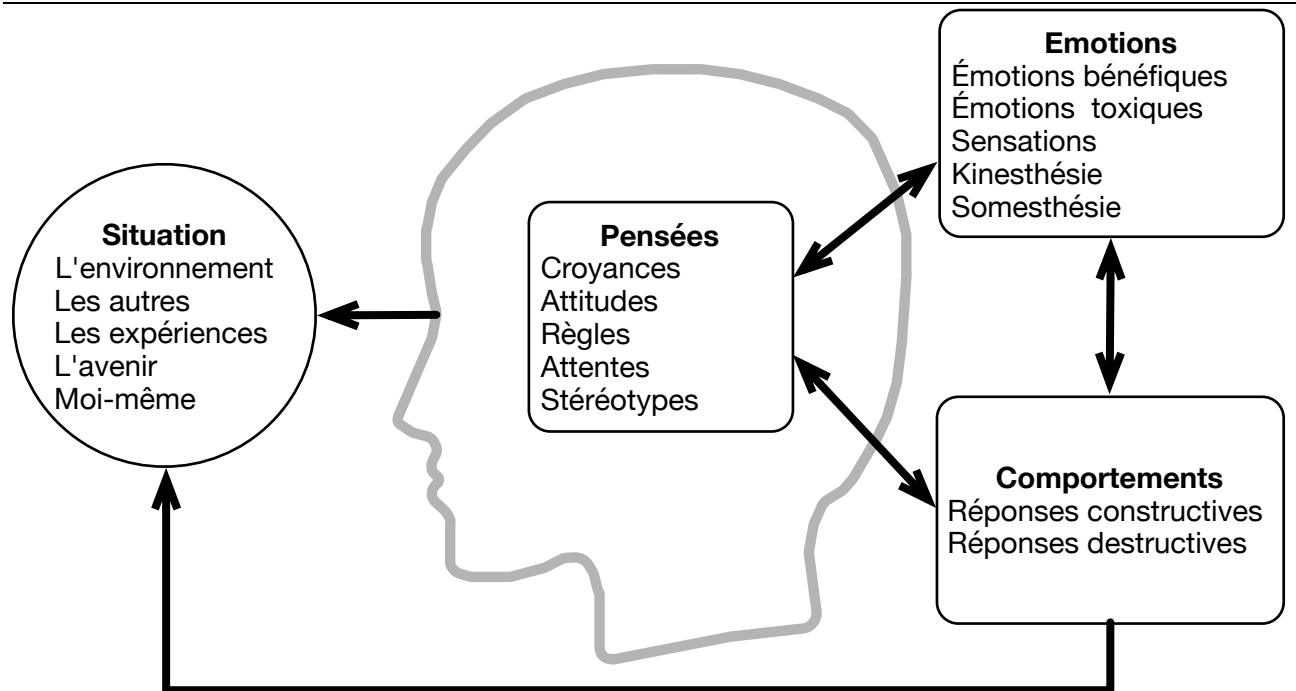 Situation
L'environnement
Les autres
Les expériences
L'avenir
Moi-même
Pensées
Croyances
Attitudes
Règles
Attentes
Stéréotypes
Emotions
Émotions bénéfiques
Émotions  toxiques
Sensations
Kinesthésie
Somesthésie
Comportements
Réponses constructives
Réponses destructives